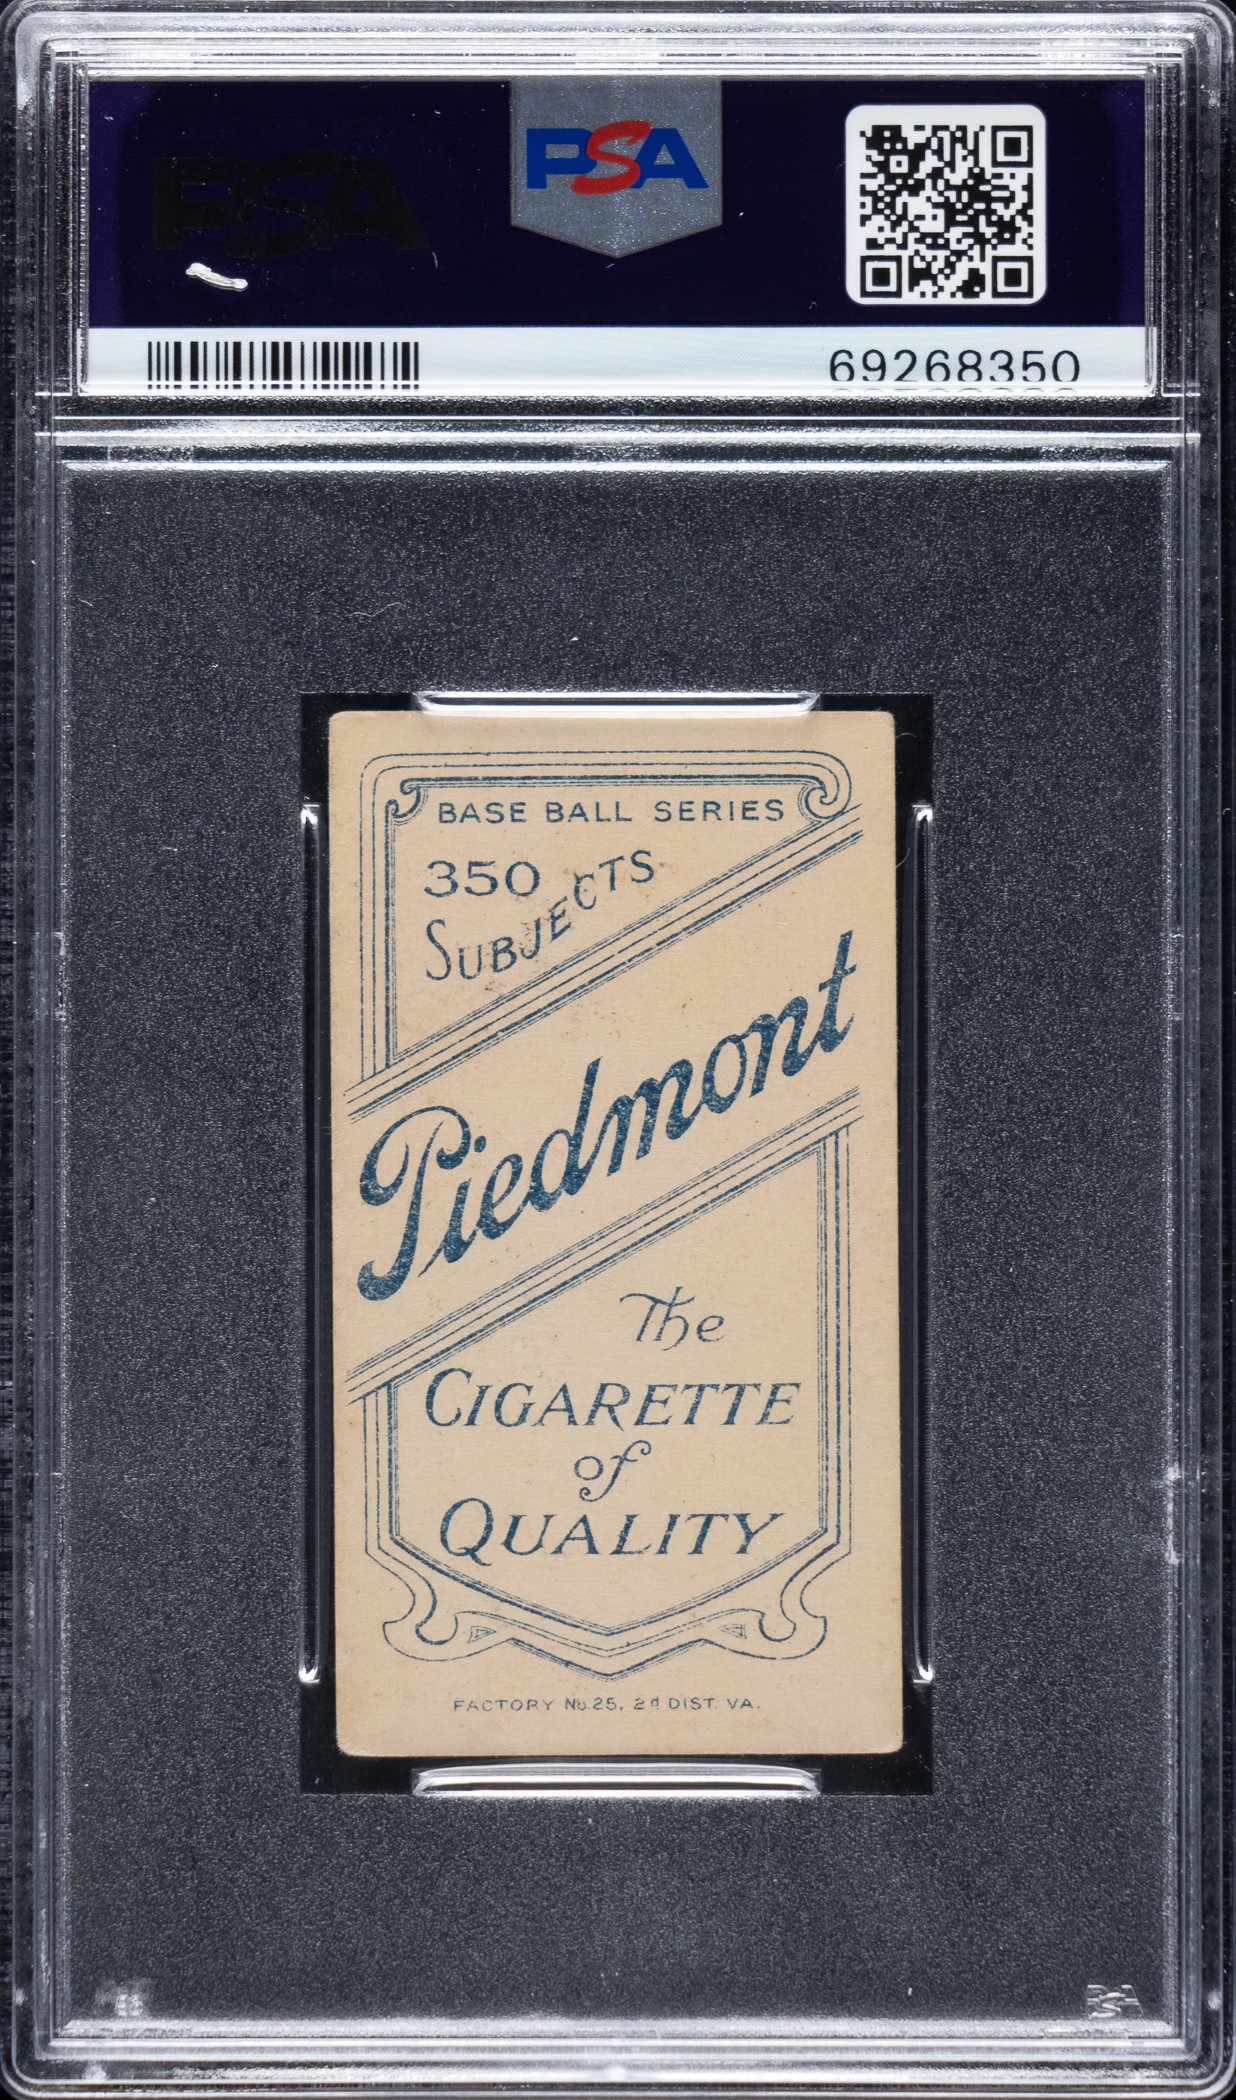 PSA
PSA
69268350
BASE BALL SERIES
350
SUBJECTS
Piedmont
The
CIGARETTE
of
QUALITY
FACTORY No. 25, 2d DIST. VA.
PSA